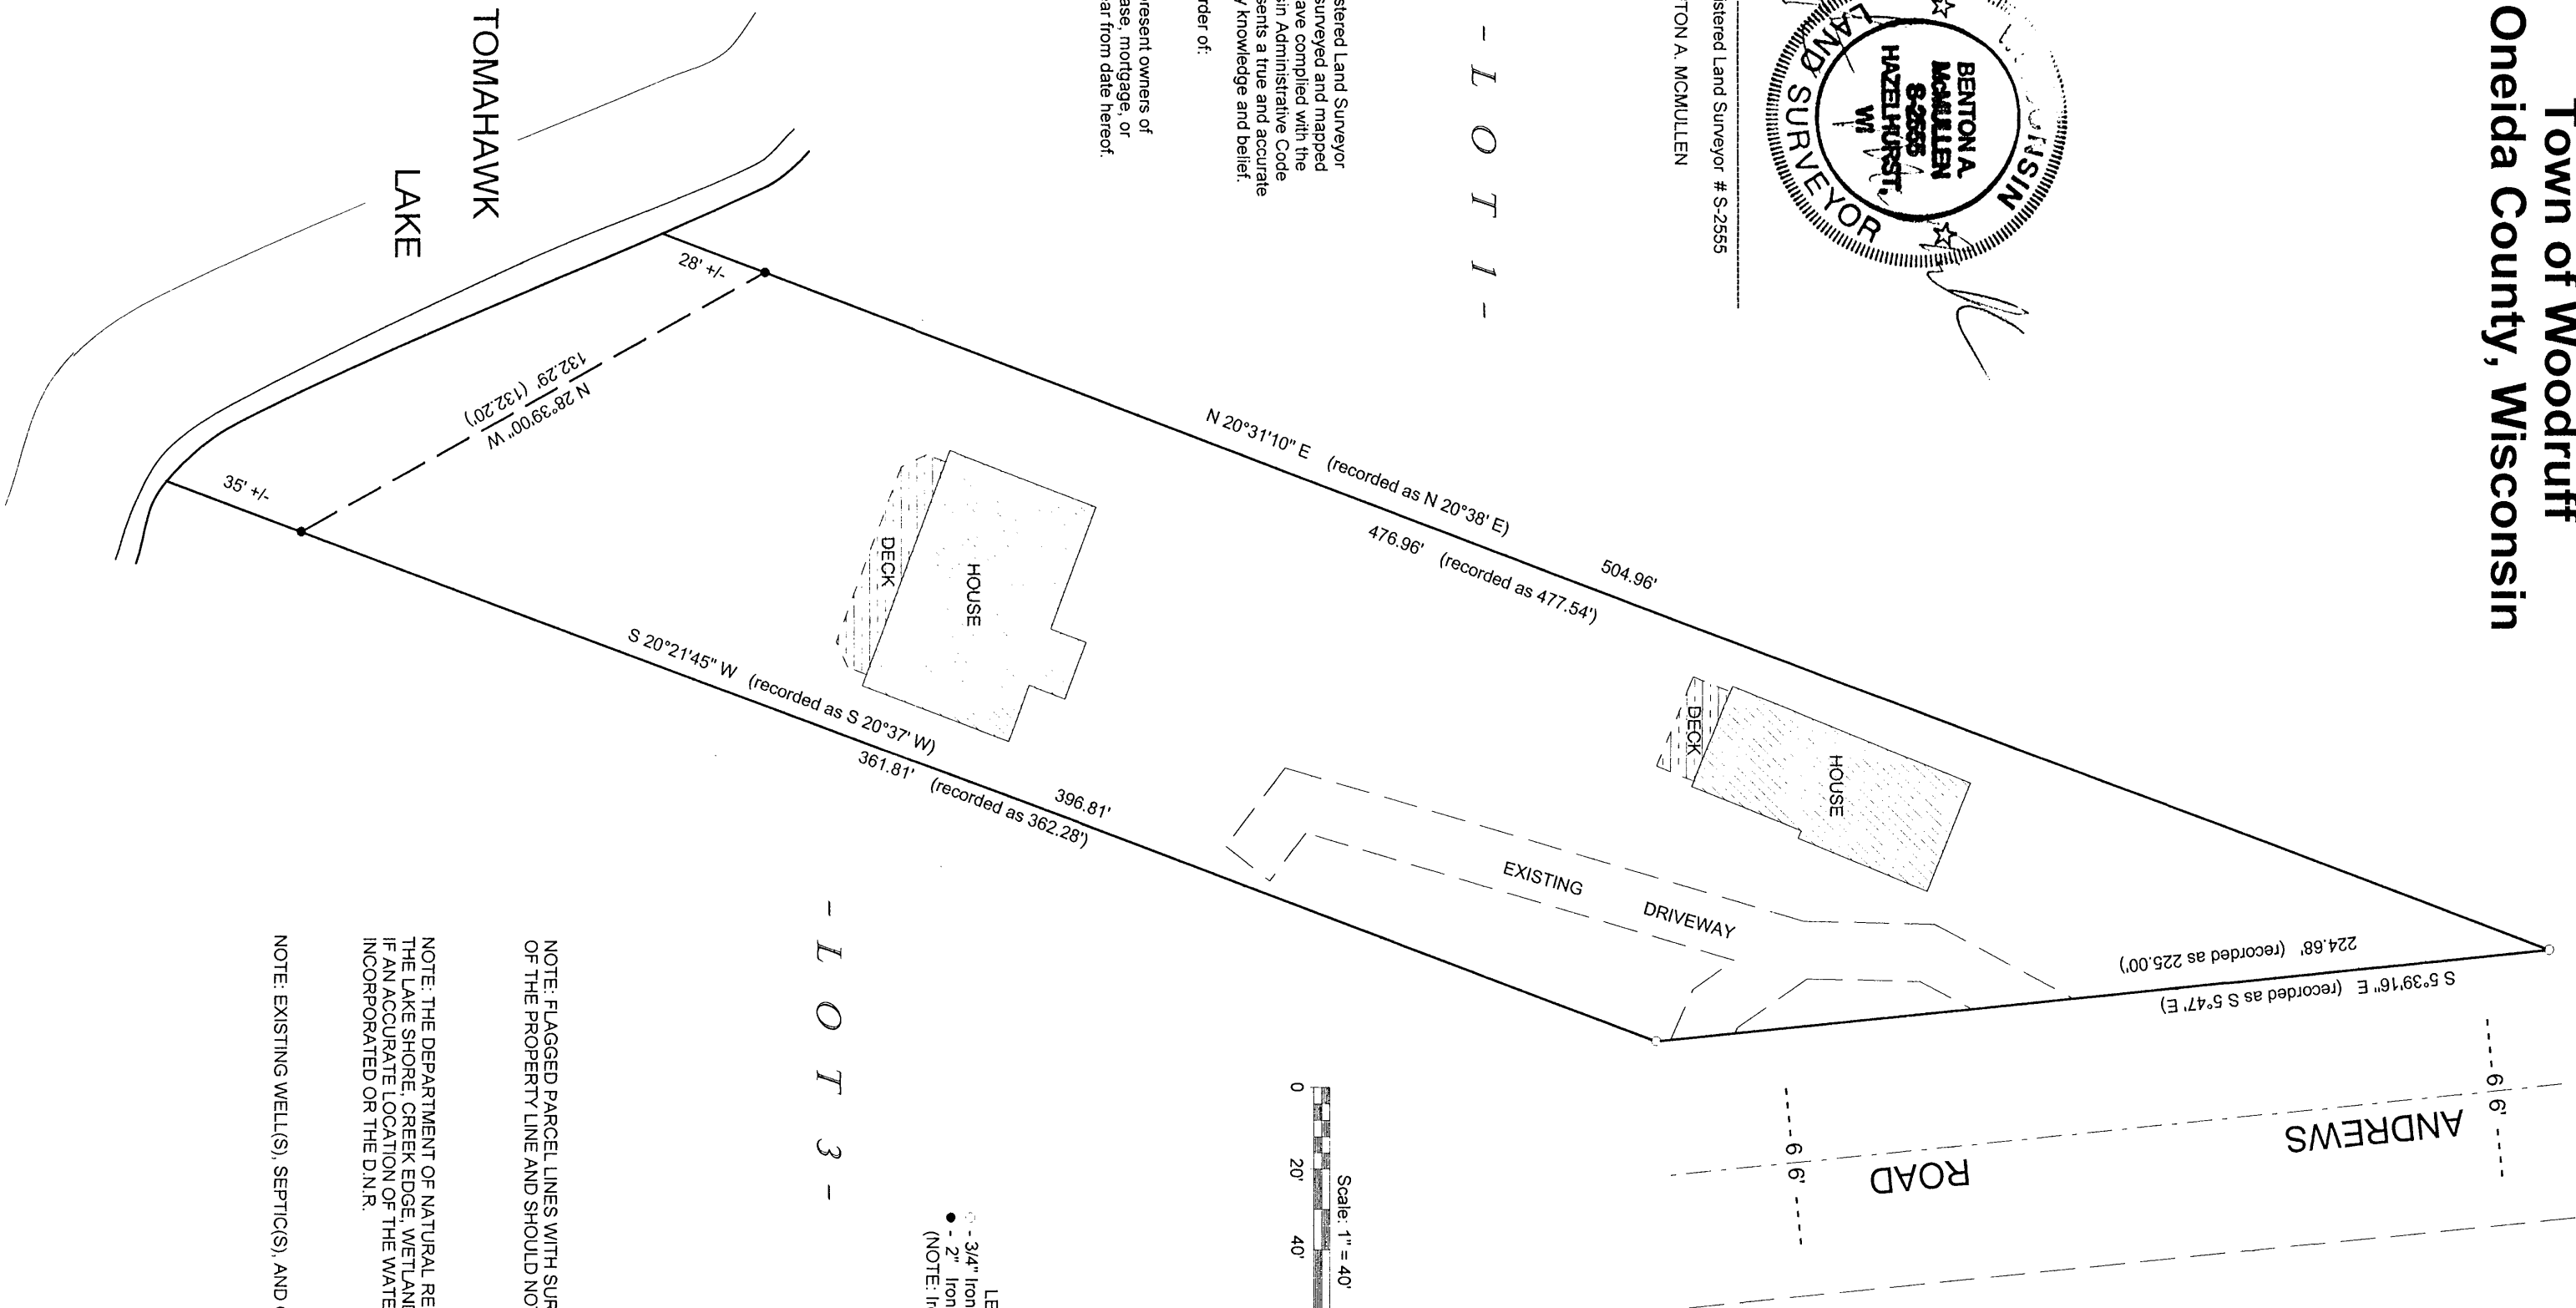 Town of Woodruff
Oneida County, Wisconsin
LAND SURVEYOR
BENTON A.
McMULLEN
S-2555
HAZELHURST,
WI
istered Land Surveyor # S-2555
TON A. MCMULLEN
- LOT 1 -
stered Land Surveyor
surveyed and mapped
ave complied with the
sin Administrative Code
sents a true and accurate
y knowledge and belief.
rder of:
present owners of
ase, mortgage, or
ar from date hereof.
TOMAHAWK
LAKE
28' +/-
N 28°39'00" W
132.29' (132.20')
35' +/-
N 20°31'10" E (recorded as N 20°38' E)
504.96'
476.96' (recorded as 477.54')
HOUSE
DECK
HOUSE
DECK
S 20°21'45" W (recorded as S 20°37' W)
396.81'
361.81' (recorded as 362.28')
EXISTING
DRIVEWAY
224.68' (recorded as 225.00')
S 5°39'16" E (recorded as S 5°47' E)
66'
66'
ANDREWS
ROAD
Scale: 1" = 40'
0 20' 40'
- LOT 3 -
LE
- 3/4" Iron
- 2" Iron
(NOTE: Ir
NOTE: FLAGGED PARCEL LINES WITH SUR
OF THE PROPERTY LINE AND SHOULD NOT
NOTE: THE DEPARTMENT OF NATURAL RE
THE LAKE SHORE, CREEK EDGE, WETLAND
IF AN ACCURATE LOCATION OF THE WATE
INCORPORATED OR THE D.N.R.
NOTE: EXISTING WELL(S), SEPTIC(S), AND